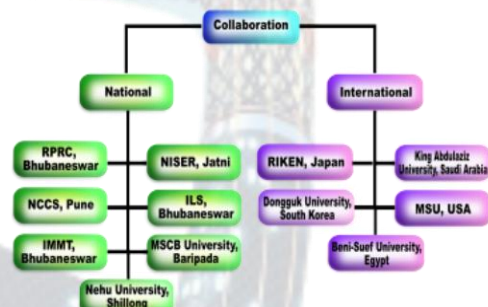 Collaboration
National
International
RPRC,
Bhubaneswar
NISER, Jatni
NCCS, Pune
ILS,
Bhubaneswar
IMMT,
Bhubaneswar
MSCB University,
Baripada
Nehu University,
Shillong
RIKEN, Japan
King Abdulaziz
University, Saudi Arabia
Dongguk University,
South Korea
MSU, USA
Beni-Suef University,
Egypt